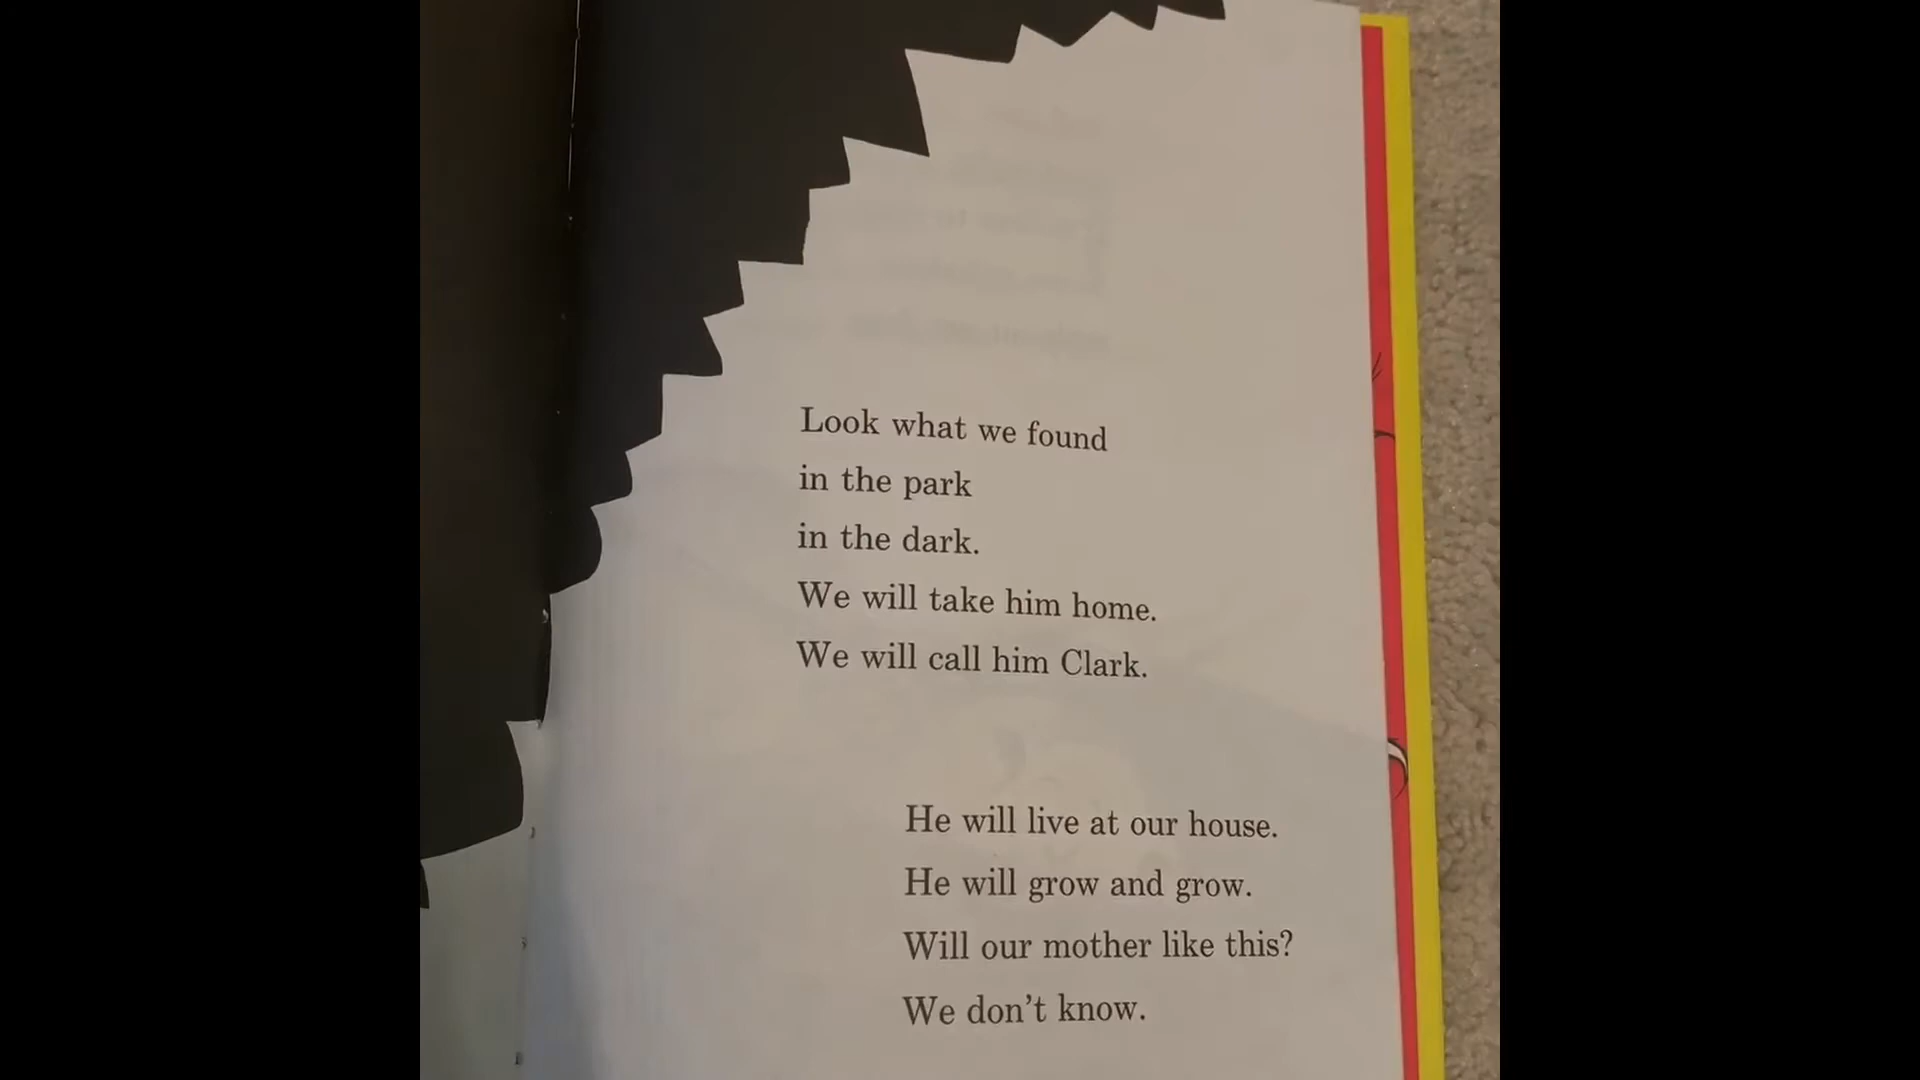 Look what we found
in the park
in the dark.
We will take him home.
We will call him Clark.
He will live at our house.
He will grow and grow.
Will our mother like this?
We don't know.